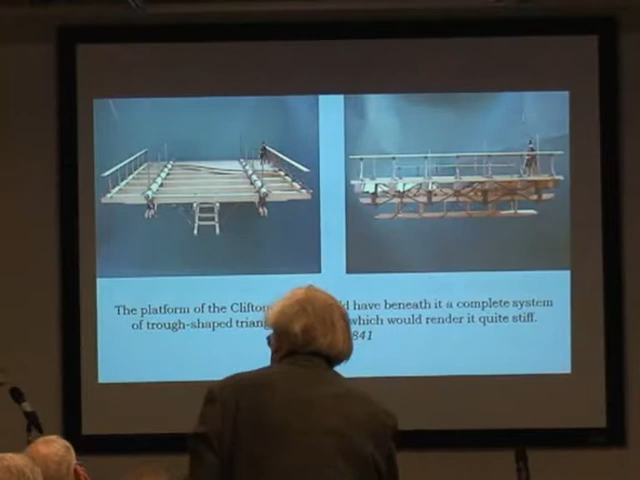 The platform of the Clifton d have beneath it a complete system
of trough-shaped trian which would render it quite stiff.
841